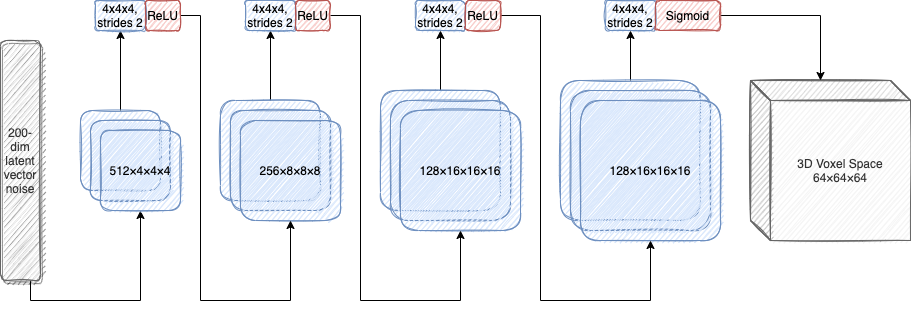 200-
dim
latent
vector
noise
4x4x4,
strides 2
ReLU
512×4×4×4
4x4x4,
strides 2
ReLU
256×8×8×8
4x4x4,
strides 2
ReLU
128×16×16×16
4x4x4,
strides 2
Sigmoid
128×16×16×16
3D Voxel Space
64×64×64